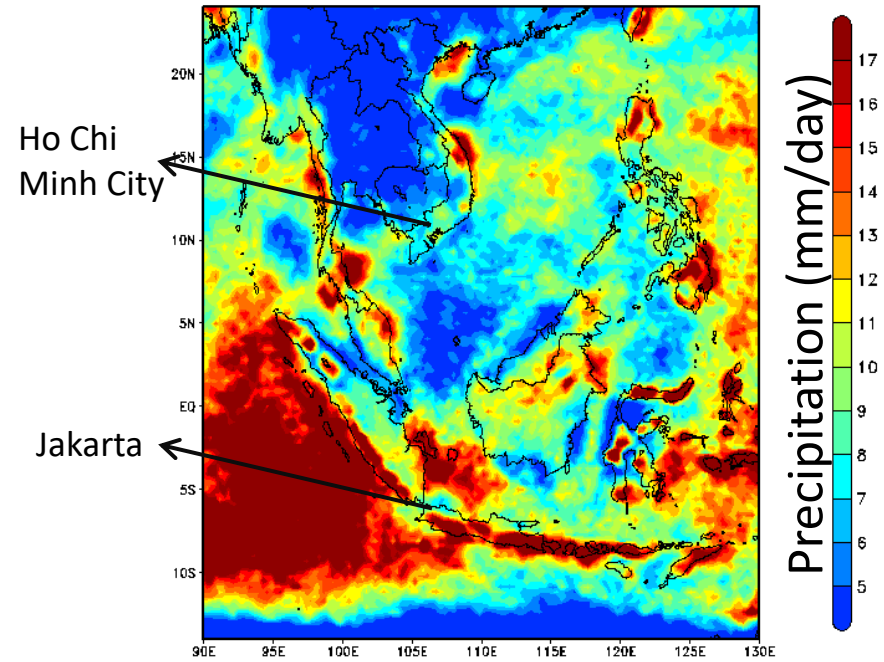 Ho Chi
Minh City
Jakarta
20N
15N
10N
5N
EQ
5S
10S
90E 95E 100E 105E 110E 115E 120E 125E 130E
17
16
15
14
13
12
11
10
9
8
7
6
5
Precipitation (mm/day)